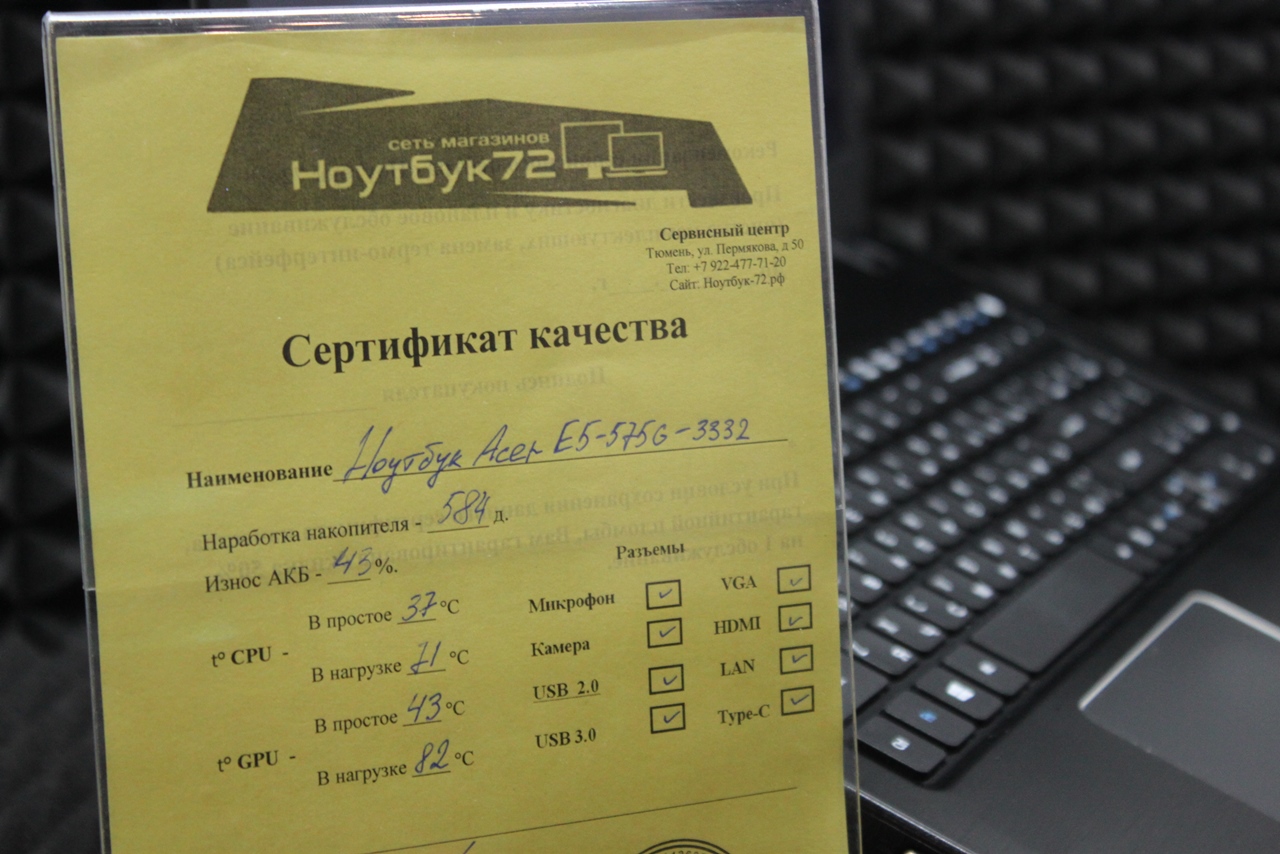 сеть магазинов
Ноутбук72
Сервисный центр
Тюмень, ул. Пермякова, д 50
Тел: +7 922-477-71-20
Сайт: Ноутбук-72.рф
Сертификат качества
Наименование Ноутбук Acer E5-575G-3332
Наработка накопителя - 584 д.
Износ АКБ - 43 %.
Разъемы
t° CPU -
В простое 37 °C
В нагрузке 71 °C
t° GPU -
В простое 43 °C
В нагрузке 82 °C
Микрофон
Камера
USB 2.0
USB 3.0
VGA
HDMI
LAN
Type-C